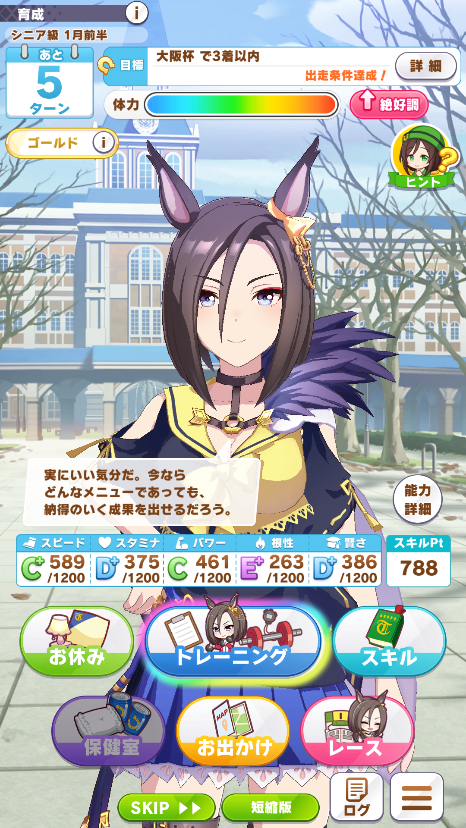 育成
i
シニア級 1月前半
あと
5
ターン
目標
大阪杯 で3着以内
出走条件達成！
詳細
体力
絶好調
ゴールド
i
ヒント
実にいい気分だ。今なら
どんなメニューであっても、
納得のいく成果を出せるだろう。
能力
詳細
スピード
スタミナ
パワー
根性
賢さ
スキルPt
C+ 589
/1200
D+ 375
/1200
C 461
/1200
E+ 263
/1200
D+ 386
/1200
788
お休み
トレーニング
スキル
保健室
お出かけ
レース
SKIP
短縮版
ログ